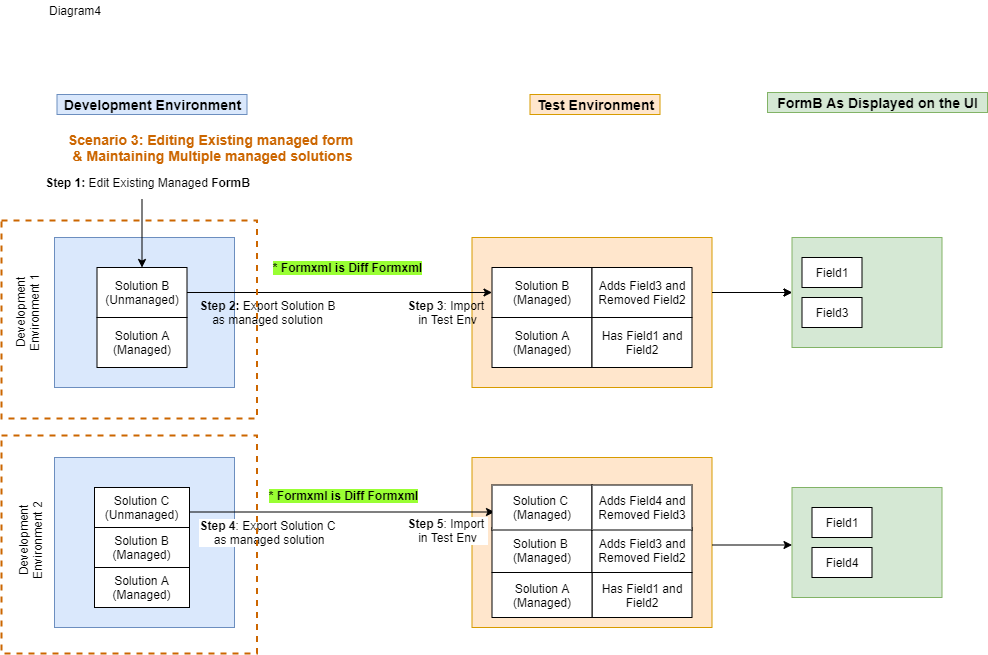 Diagram4
Development Environment
Test Environment
FormB As Displayed on the UI
Scenario 3: Editing Existing managed form
& Maintaining Multiple managed solutions
Step 1: Edit Existing Managed FormB
Development
Environment 1
Solution B
(Unmanaged)
Solution A
(Managed)
* Formxml is Diff Formxml
Step 2: Export Solution B
as managed solution
Step 3: Import
in Test Env
Solution B
(Managed)
Adds Field3 and
Removed Field2
Solution A
(Managed)
Has Field1 and
Field2
Field1
Field3
Development
Environment 2
Solution C
(Unmanaged)
Solution B
(Managed)
Solution A
(Managed)
* Formxml is Diff Formxml
Step 4: Export Solution C
as managed solution
Step 5: Import
in Test Env
Solution C
(Managed)
Adds Field4 and
Removed Field3
Solution B
(Managed)
Adds Field3 and
Removed Field2
Solution A
(Managed)
Has Field1 and
Field2
Field1
Field4